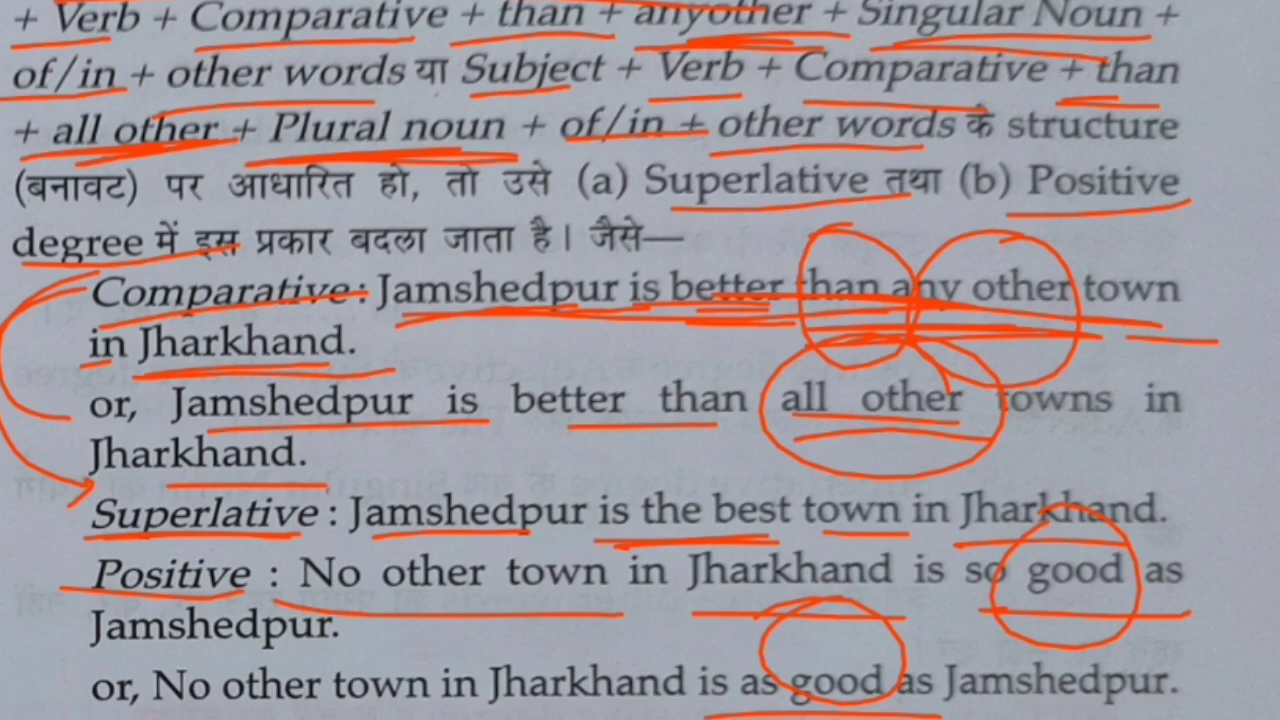 + Verb + Comparative + than + anyother + Singular Noun +
of/in + other words या Subject + Verb + Comparative + than
+ all other + Plural noun + of/in + other words के structure
(बनावट) पर आधारित हो, तो उसे (a) Superlative तथा (b) Positive
degree में इस प्रकार बदला जाता है। जैसे—
Comparative : Jamshedpur is better than any other town
in Jharkhand.
or, Jamshedpur is better than all other towns in
Jharkhand.
Superlative : Jamshedpur is the best town in Jharkhand.
Positive : No other town in Jharkhand is so good as
Jamshedpur.
or, No other town in Jharkhand is as good as Jamshedpur.